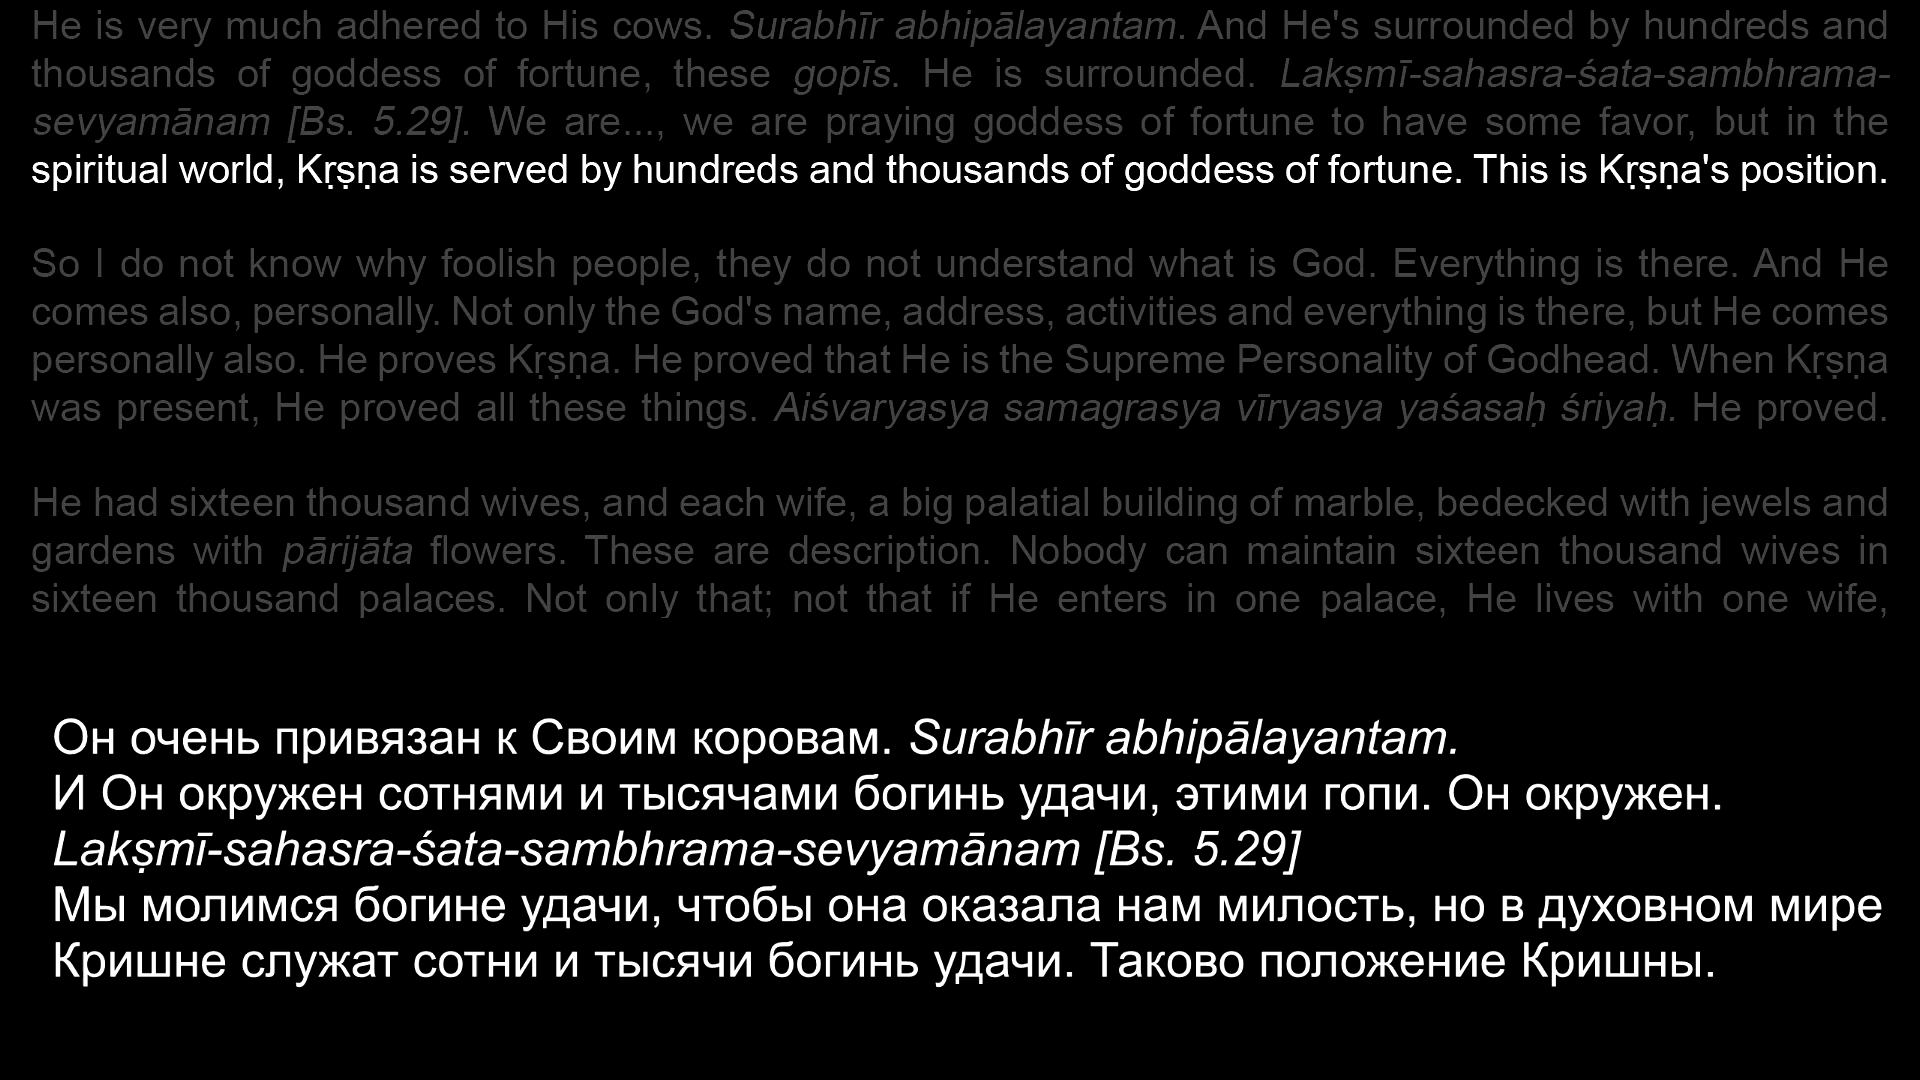 He is very much adhered to His cows. Surabhīr abhipālayantam. And He's surrounded by hundreds and
thousands of goddess of fortune, these gopīs. He is surrounded. Lakṣmī-sahasra-śata-sambhrama-
sevyamānam [Bs. 5.29]. We are..., we are praying goddess of fortune to have some favor, but in the
spiritual world, Kṛṣṇa is served by hundreds and thousands of goddess of fortune. This is Kṛṣṇa's position.
So I do not know why foolish people, they do not understand what is God. Everything is there. And He
comes also, personally. Not only the God's name, address, activities and everything is there, but He comes
personally also. He proves Kṛṣṇa. He proved that He is the Supreme Personality of Godhead. When Kṛṣṇa
was present, He proved all these things. Aiśvaryasya samagrasya vīryasya yaśasaḥ śriyaḥ. He proved.
He had sixteen thousand wives, and each wife, a big palatial building of marble, bedecked with jewels and
gardens with pārijāta flowers. These are description. Nobody can maintain sixteen thousand wives in
sixteen thousand palaces. Not only that; not that if He enters in one palace, He lives with one wife,
Он очень привязан к Своим коровам. Surabhīr abhipālayantam.
И Он окружен сотнями и тысячами богинь удачи, этими гопи. Он окружен.
Lakṣmī-sahasra-śata-sambhrama-sevyamānam [Bs. 5.29]
Мы молимся богине удачи, чтобы она оказала нам милость, но в духовном мире
Кришне служат сотни и тысячи богинь удачи. Таково положение Кришны.